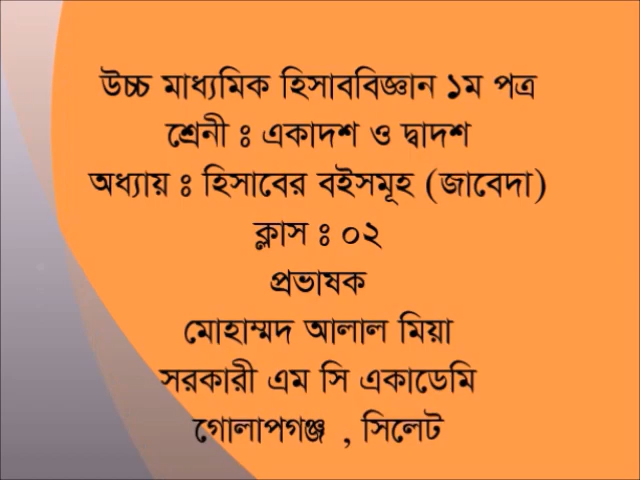 উচ্চ মাধ্যমিক হিসাববিজ্ঞান ১ম পত্র
শ্রেনী ঃ একাদশ ও দ্বাদশ
অধ্যায় ঃ হিসাবের বইসমূহ (জাবেদা)
ক্লাস ঃ ০২
প্রভাষক
মোহাম্মদ আলাল মিয়া
সরকারী এম সি একাডেমি
গোলাপগঞ্জ , সিলেট